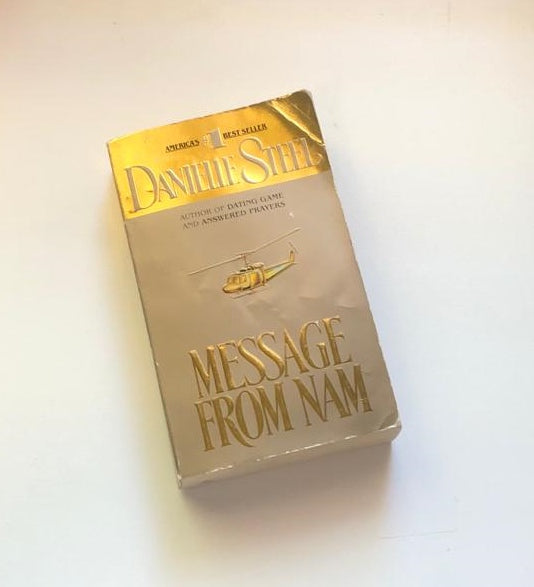 AMERICA'S #1 BEST SELLER
DANIELLE STEEL
AUTHOR OF DATING GAME
AND ANSWERED PRAYERS
MESSAGE
FROM NAM